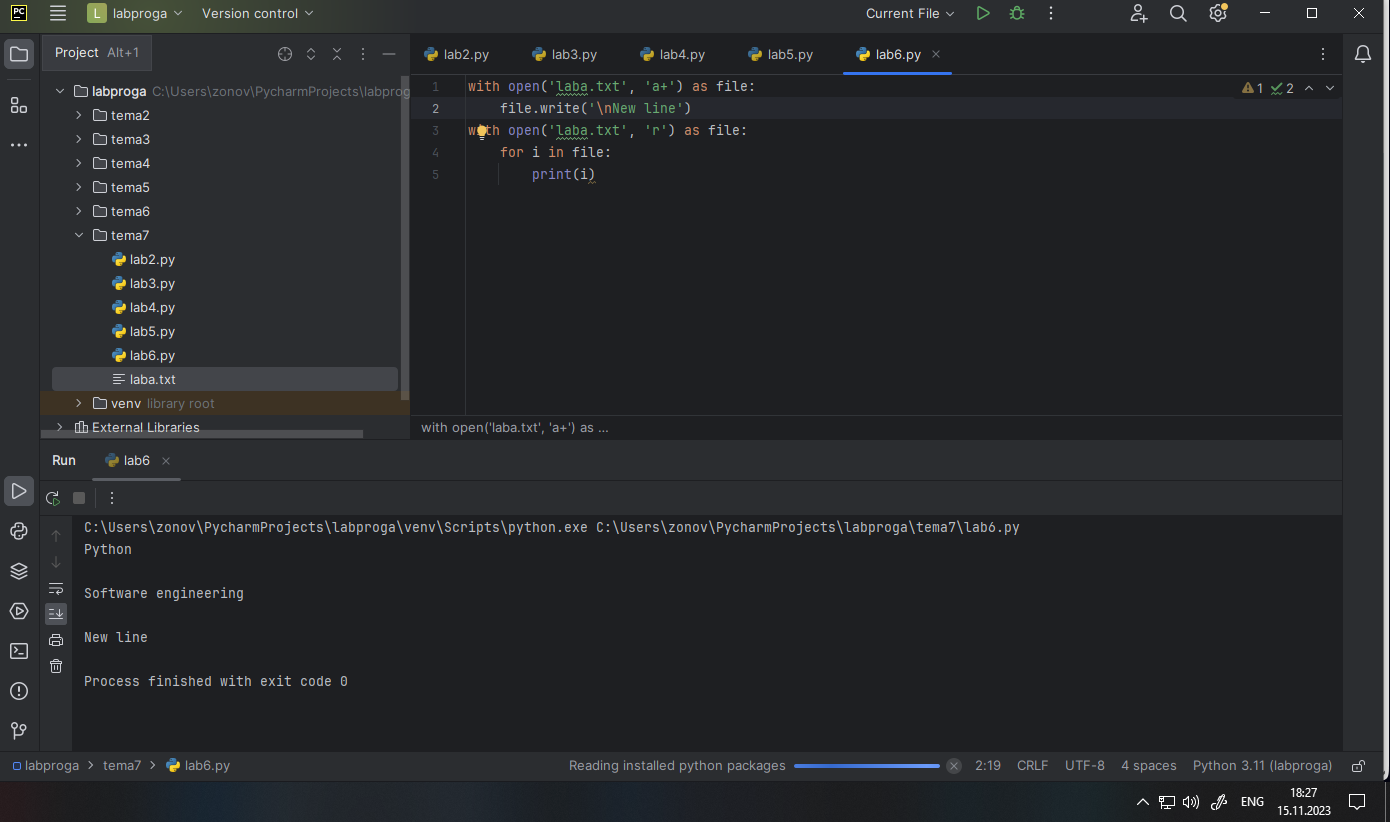 PC
L labproga Version control Current File
Project Alt+1
lab2.py lab3.py lab4.py lab5.py lab6.py
labproga C:\Users\zonov\PycharmProjects\labprog
tema2
tema3
tema4
tema5
tema6
tema7
lab2.py
lab3.py
lab4.py
lab5.py
lab6.py
laba.txt
venv library root
External Libraries
1 with open('laba.txt', 'a+') as file:
2 file.write('\nNew line')
3 with open('laba.txt', 'r') as file:
4 for i in file:
5 print(i)
1 2
with open('laba.txt', 'a+') as ...
Run lab6
C:\Users\zonov\PycharmProjects\labproga\venv\Scripts\python.exe C:\Users\zonov\PycharmProjects\labproga\tema7\lab6.py
Python
Software engineering
New line
Process finished with exit code 0
labproga > tema7 > lab6.py Reading installed python packages 2:19 CRLF UTF-8 4 spaces Python 3.11 (labproga)
ENG
18:27
15.11.2023